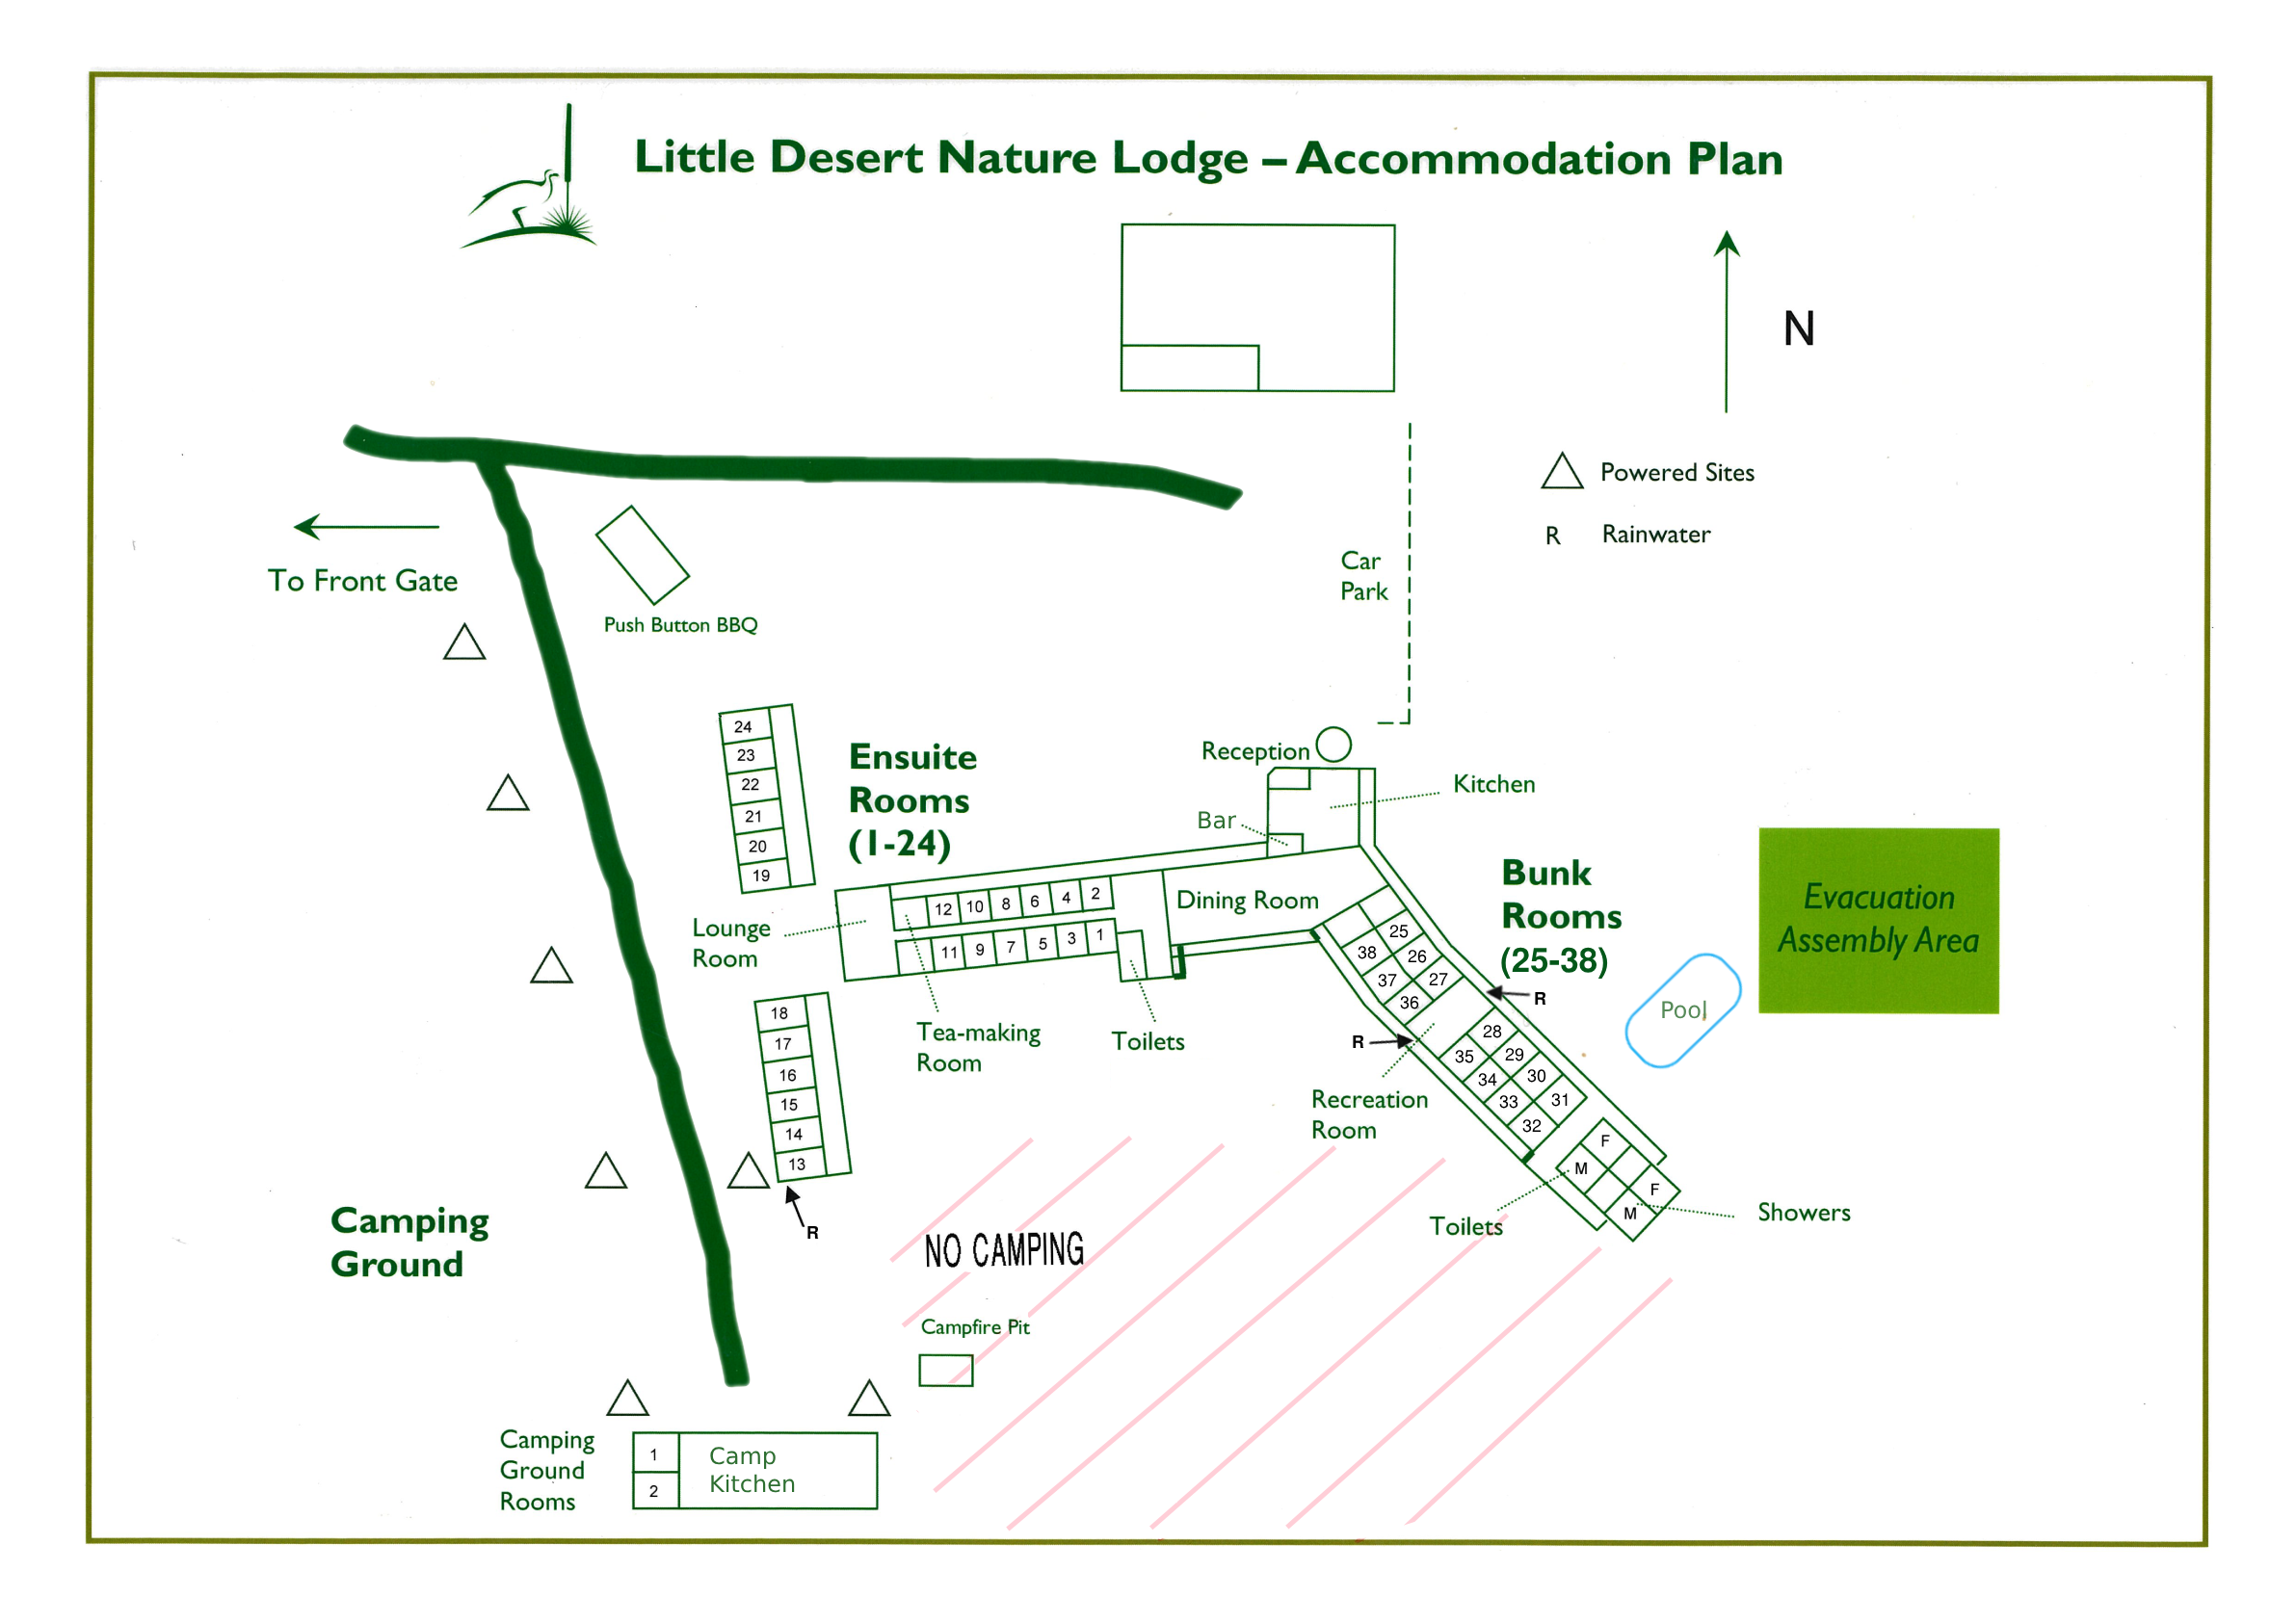 Little Desert Nature Lodge – Accommodation Plan
N
Powered Sites
R Rainwater
To Front Gate
Push Button BBQ
Car
Park
24
23
22
21
20
19
Ensuite
Rooms
(1-24)
Reception
Kitchen
Bar
Dining Room
Bunk
Rooms
(25-38)
Evacuation
Assembly Area
Pool
Lounge
Room
12 10 8 6 4 2
11 9 7 5 3 1
Tea-making
Room
Toilets
18
17
16
15
14
13
R
25
38
26
37
27
36
R
R
28
35
29
34
30
33
31
32
Recreation
Room
F
M
F
M
Toilets
Showers
Camping
Ground
NO CAMPING
Campfire Pit
Camping
Ground
Rooms
1
2
Camp
Kitchen